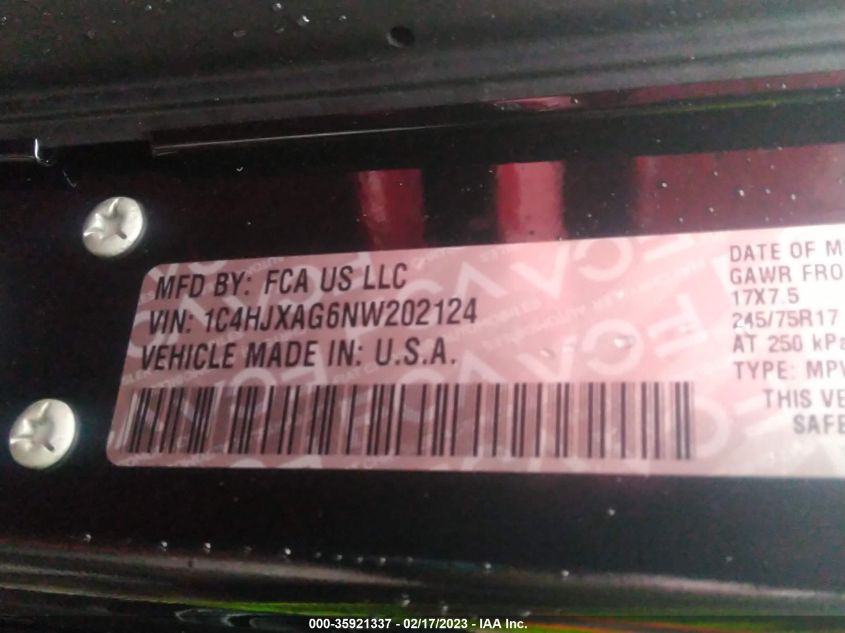 MFD BY: FCA US LLC
VIN: 1C4HJXAG6NW202124
VEHICLE MADE IN: U.S.A.
DATE OF M
GAWR FRO
17X7.5
245/75R17
AT 250 kPa
TYPE: MPV
THIS VE
SAFE
000-35921337 - 02/17/2023 - IAA Inc.